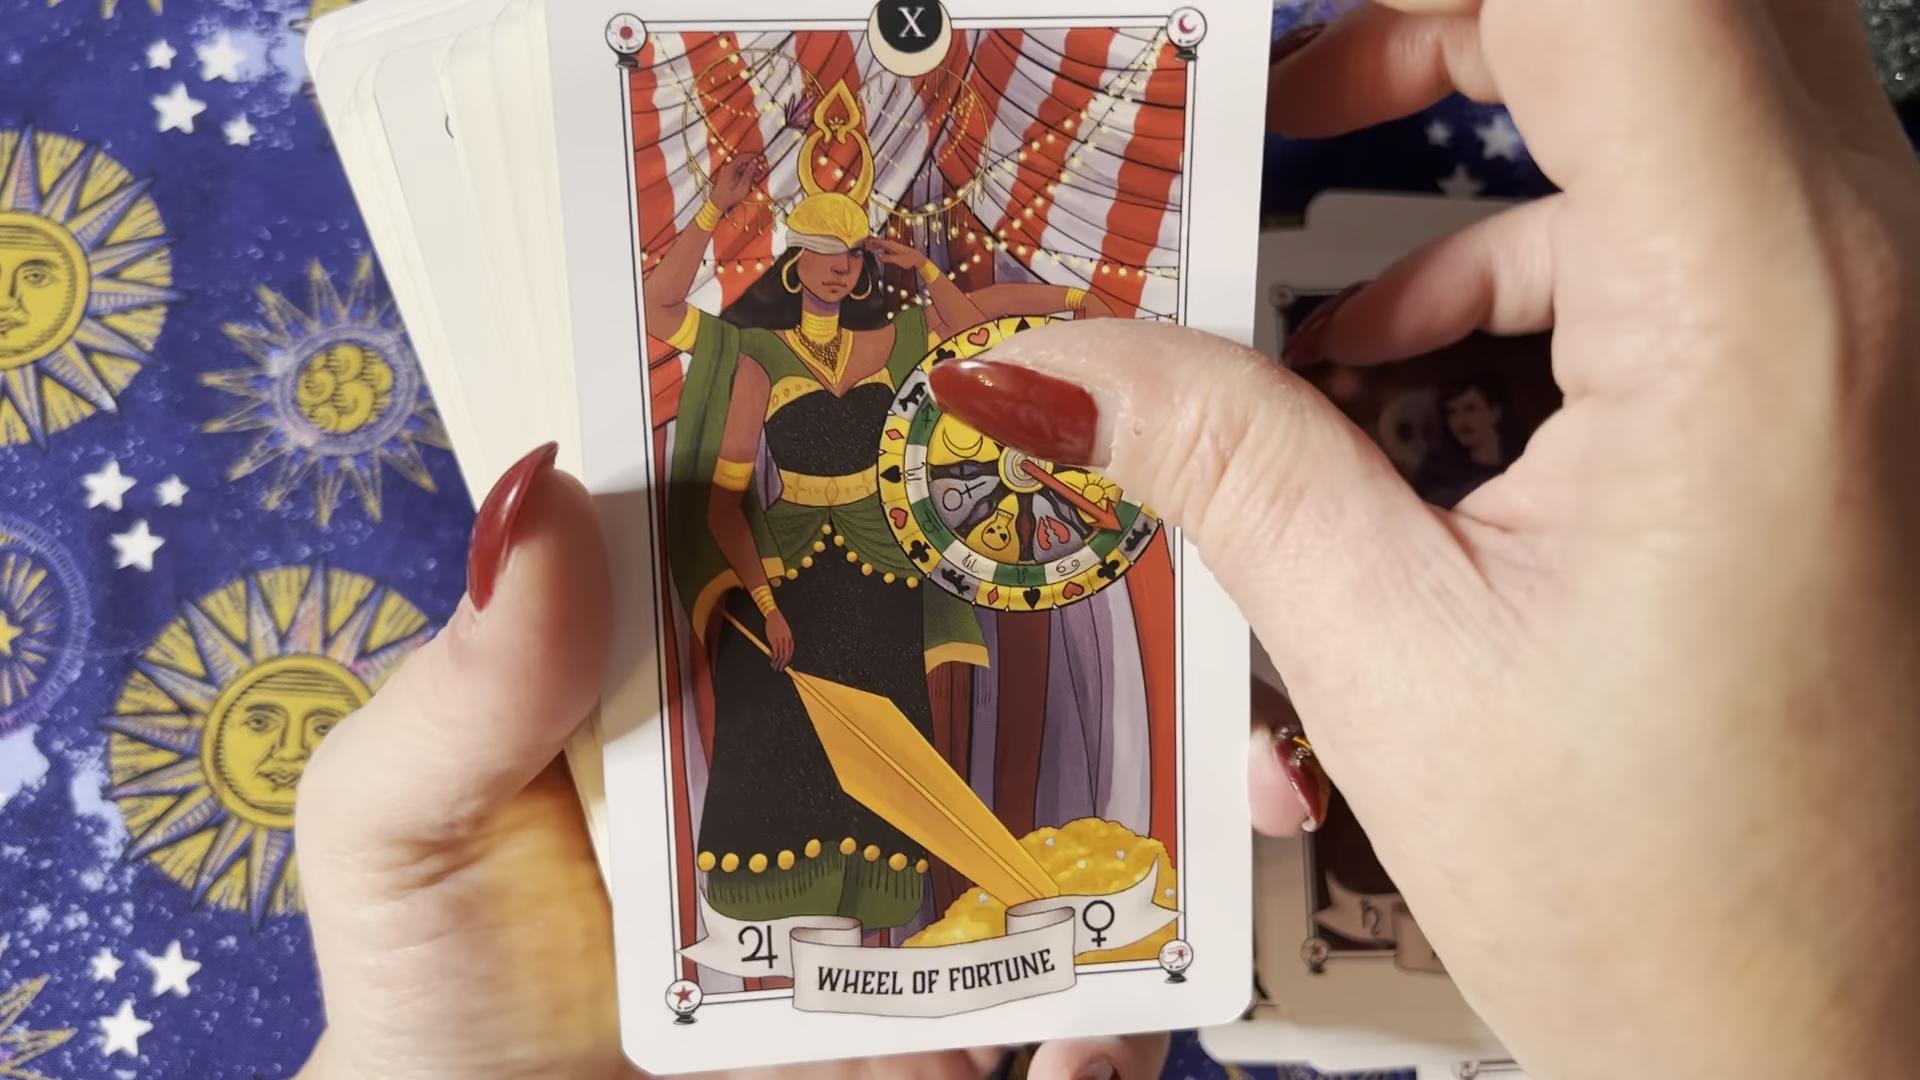 X
♃ ♀
WHEEL OF FORTUNE